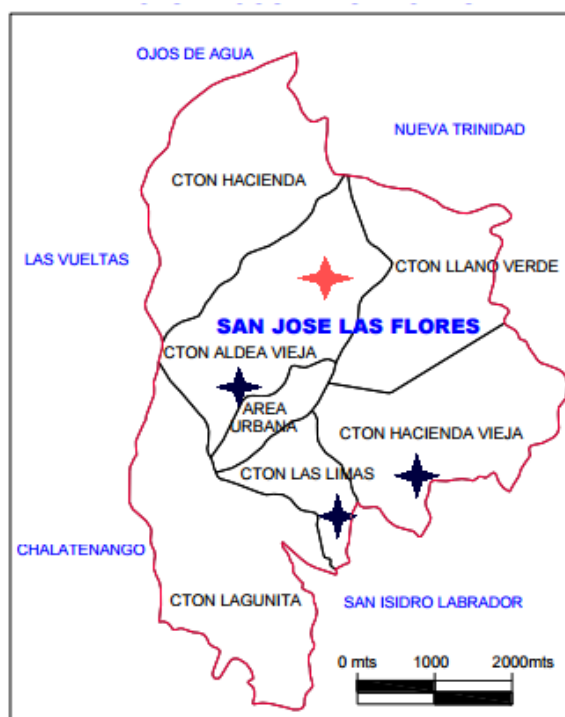 OJOS DE AGUA
NUEVA TRINIDAD
CTON HACIENDA
LAS VUELTAS
CTON LLANO VERDE
SAN JOSE LAS FLORES
CTON ALDEA VIEJA
AREA
URBANA
CTON HACIENDA VIEJA
CTON LAS LIMAS
CHALATENANGO
CTON LAGUNITA
SAN ISIDRO LABRADOR
0 mts 1000 2000mts